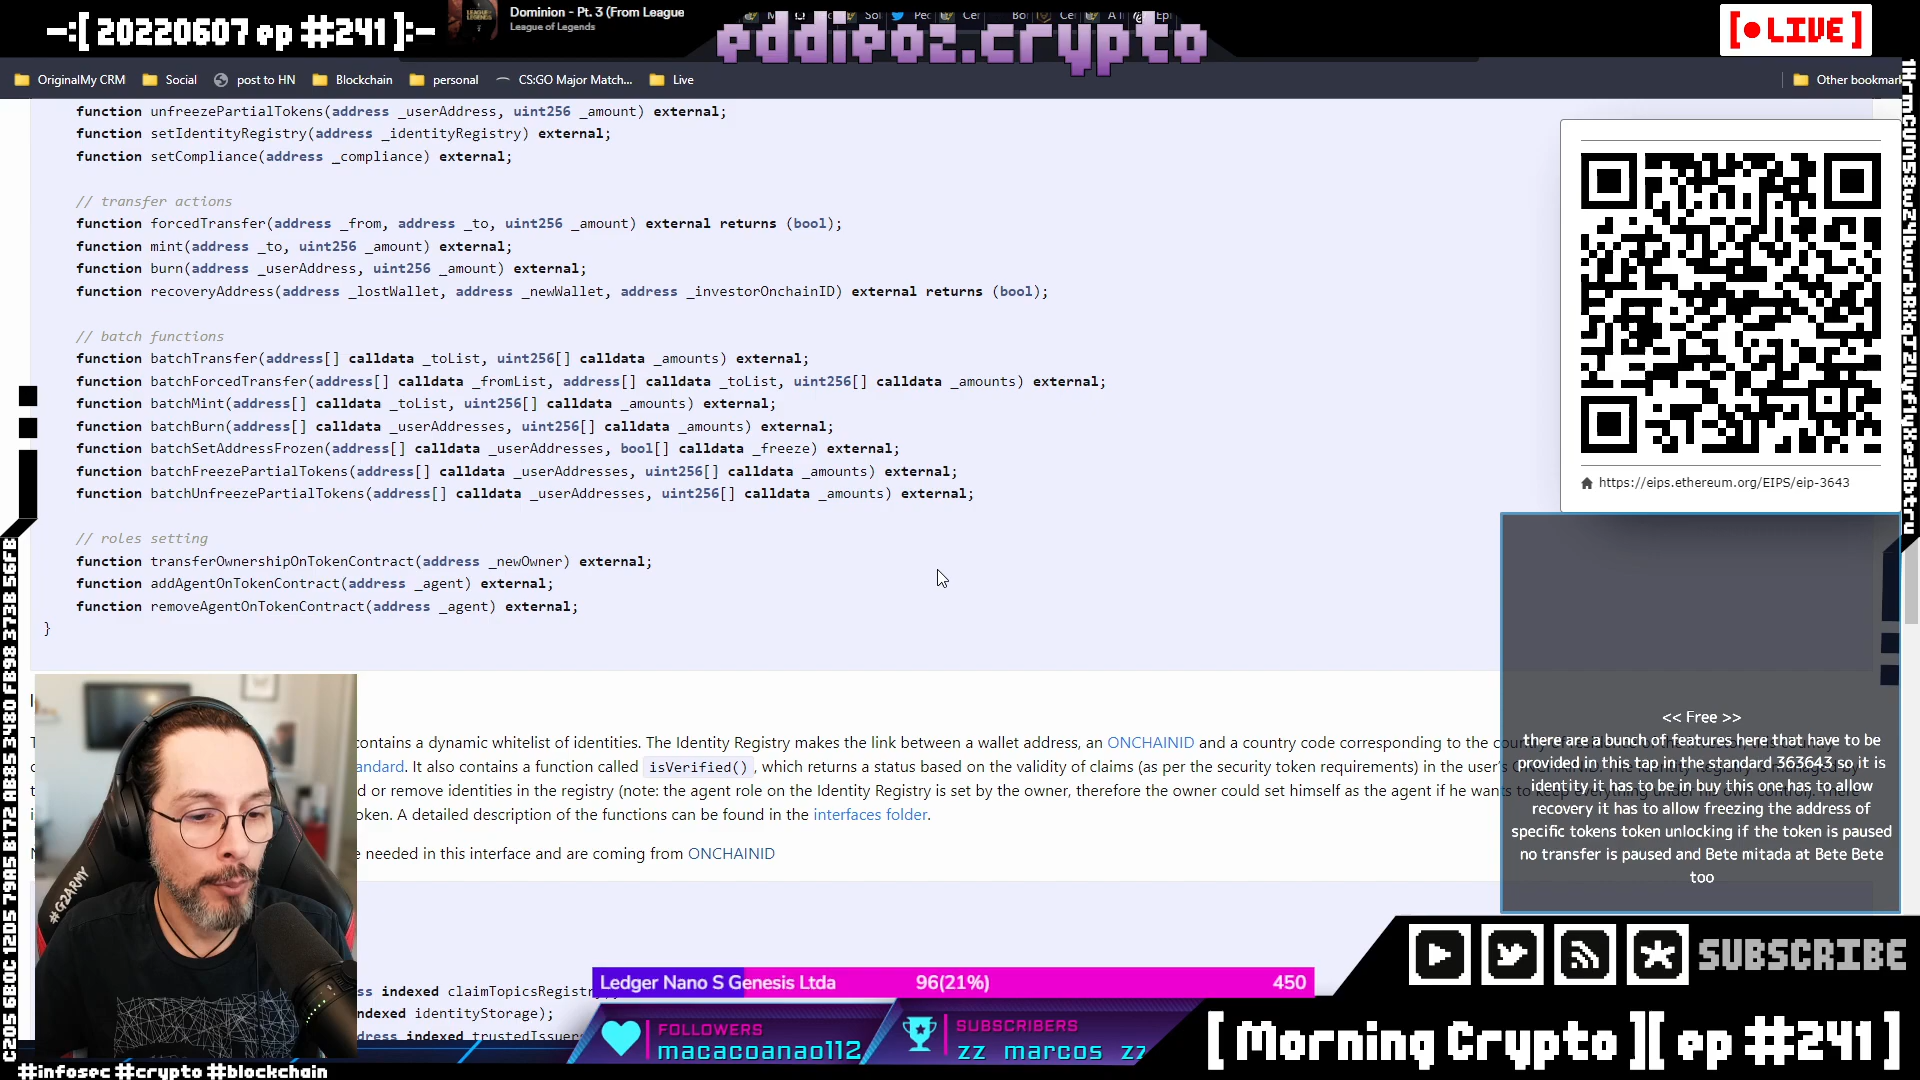 -:[ 20220607 ep #241 ]:-
Dominion - Pt. 3 (From League
League of Legends
eddieoz.crypto
[ ● LIVE ]
OriginalMy CRM
Social
post to HN
Blockchain
personal
CS:GO Major Match...
Live
Other bookmark
function unfreezePartialTokens(address _userAddress, uint256 _amount) external;
function setIdentityRegistry(address _identityRegistry) external;
function setCompliance(address _compliance) external;
// transfer actions
function forcedTransfer(address _from, address _to, uint256 _amount) external returns (bool);
function mint(address _to, uint256 _amount) external;
function burn(address _userAddress, uint256 _amount) external;
function recoveryAddress(address _lostWallet, address _newWallet, address _investorOnchainID) external returns (bool);
// batch functions
function batchTransfer(address[] calldata _toList, uint256[] calldata _amounts) external;
function batchForcedTransfer(address[] calldata _fromList, address[] calldata _toList, uint256[] calldata _amounts) external;
function batchMint(address[] calldata _toList, uint256[] calldata _amounts) external;
function batchBurn(address[] calldata _userAddresses, uint256[] calldata _amounts) external;
function batchSetAddressFrozen(address[] calldata _userAddresses, bool[] calldata _freeze) external;
function batchFreezePartialTokens(address[] calldata _userAddresses, uint256[] calldata _amounts) external;
function batchUnfreezePartialTokens(address[] calldata _userAddresses, uint256[] calldata _amounts) external;
// roles setting
function transferOwnershipOnTokenContract(address _newOwner) external;
function addAgentOnTokenContract(address _agent) external;
function removeAgentOnTokenContract(address _agent) external;
}
https://eips.ethereum.org/EIPS/eip-3643
contains a dynamic whitelist of identities. The Identity Registry makes the link between a wallet address, an ONCHAINID and a country code corresponding to the
andard. It also contains a function called isVerified(), which returns a status based on the validity of claims (as per the security token requirements) in the user's
d or remove identities in the registry (note: the agent role on the Identity Registry is set by the owner, therefore the owner could set himself as the agent if he wants
oken. A detailed description of the functions can be found in the interfaces folder.
e needed in this interface and are coming from ONCHAINID
ss indexed claimTopicsRegistry);
ndexed identityStorage);
dress indexed trustedIssuers
<< Free >>
there are a bunch of features here that have to be
provided in this tap in the standard 363643 so it is
identity it has to be in buy this one has to allow
recovery it has to allow freezing the address of
specific tokens token unlocking if the token is paused
no transfer is paused and Bete mitada at Bete Bete
too
#G2ARMY
Ledger Nano S Genesis Ltda 96(21%) 450
FOLLOWERS
macacoanao112
SUBSCRIBERS
zz marcos zz
SUBSCRIBE
[ Morning Crypto ][ ep #241 ]
#infosec #crypto #blockchain
C205 6B0C 12D5 79A5 B172 AB85 3480 FB98 373B 56FB